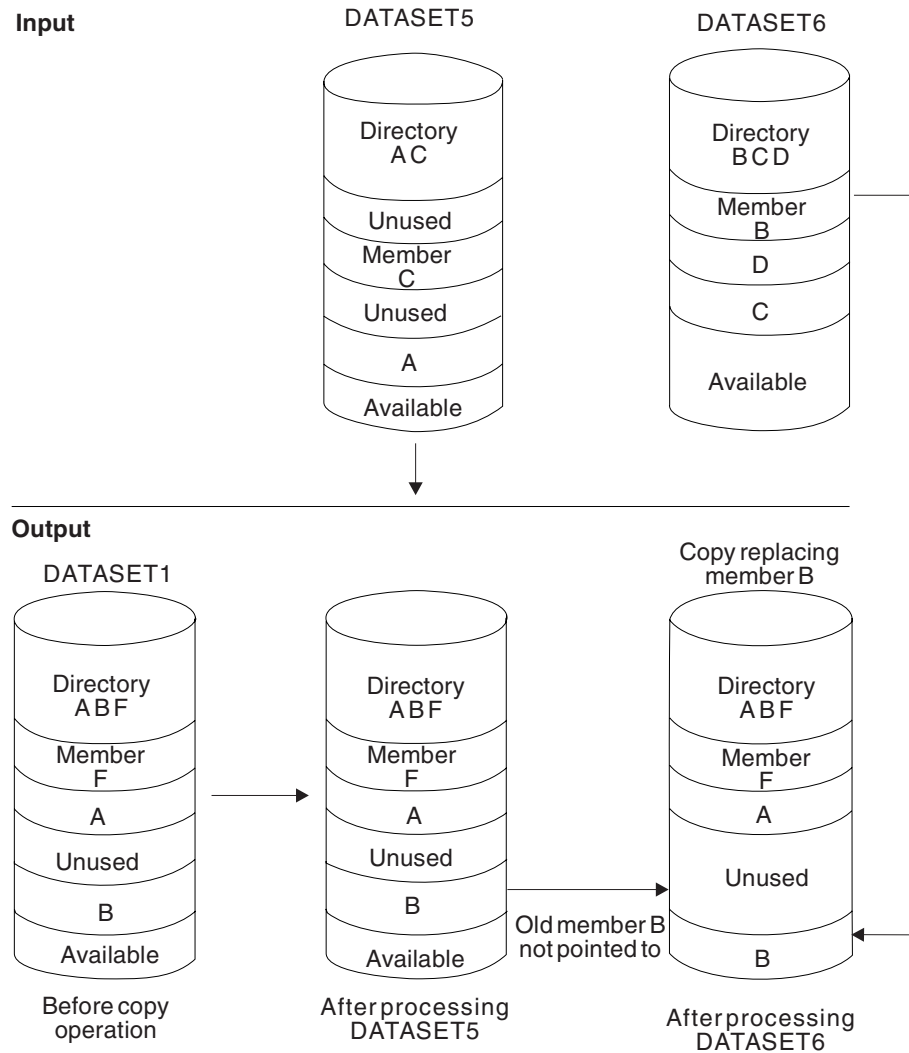 Input
DATASET5
Directory
A C
Unused
Member
C
Unused
A
Available
DATASET6
Directory
B C D
Member
B
D
C
Available
Output
DATASET1
Directory
A B F
Member
F
A
Unused
B
Available
Before copy
operation
Directory
A B F
Member
F
A
Unused
B
Available
After processing
DATASET5
Old member B
not pointed to
Copy replacing
member B
Directory
A B F
Member
F
A
Unused
B
After processing
DATASET6